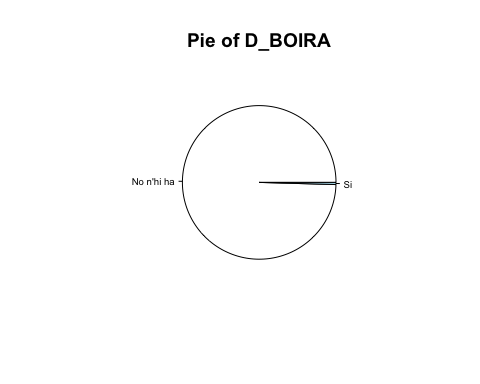 Pie of D_BOIRA
No n'hi ha
Si